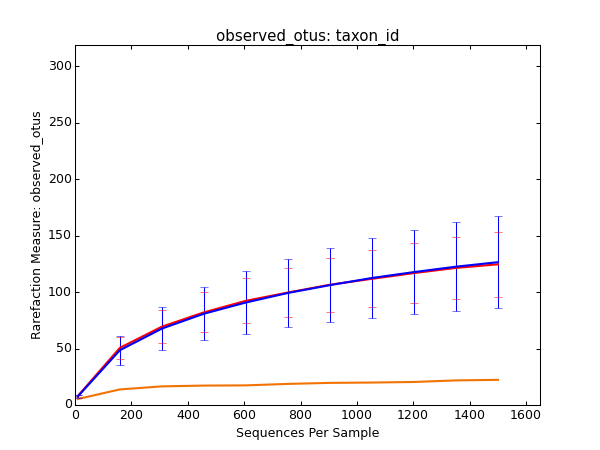 observed_otus: taxon_id
300
250
200
150
100
50
0
Rarefaction Measure: observed_otus
0 200 400 600 800 1000 1200 1400 1600
Sequences Per Sample